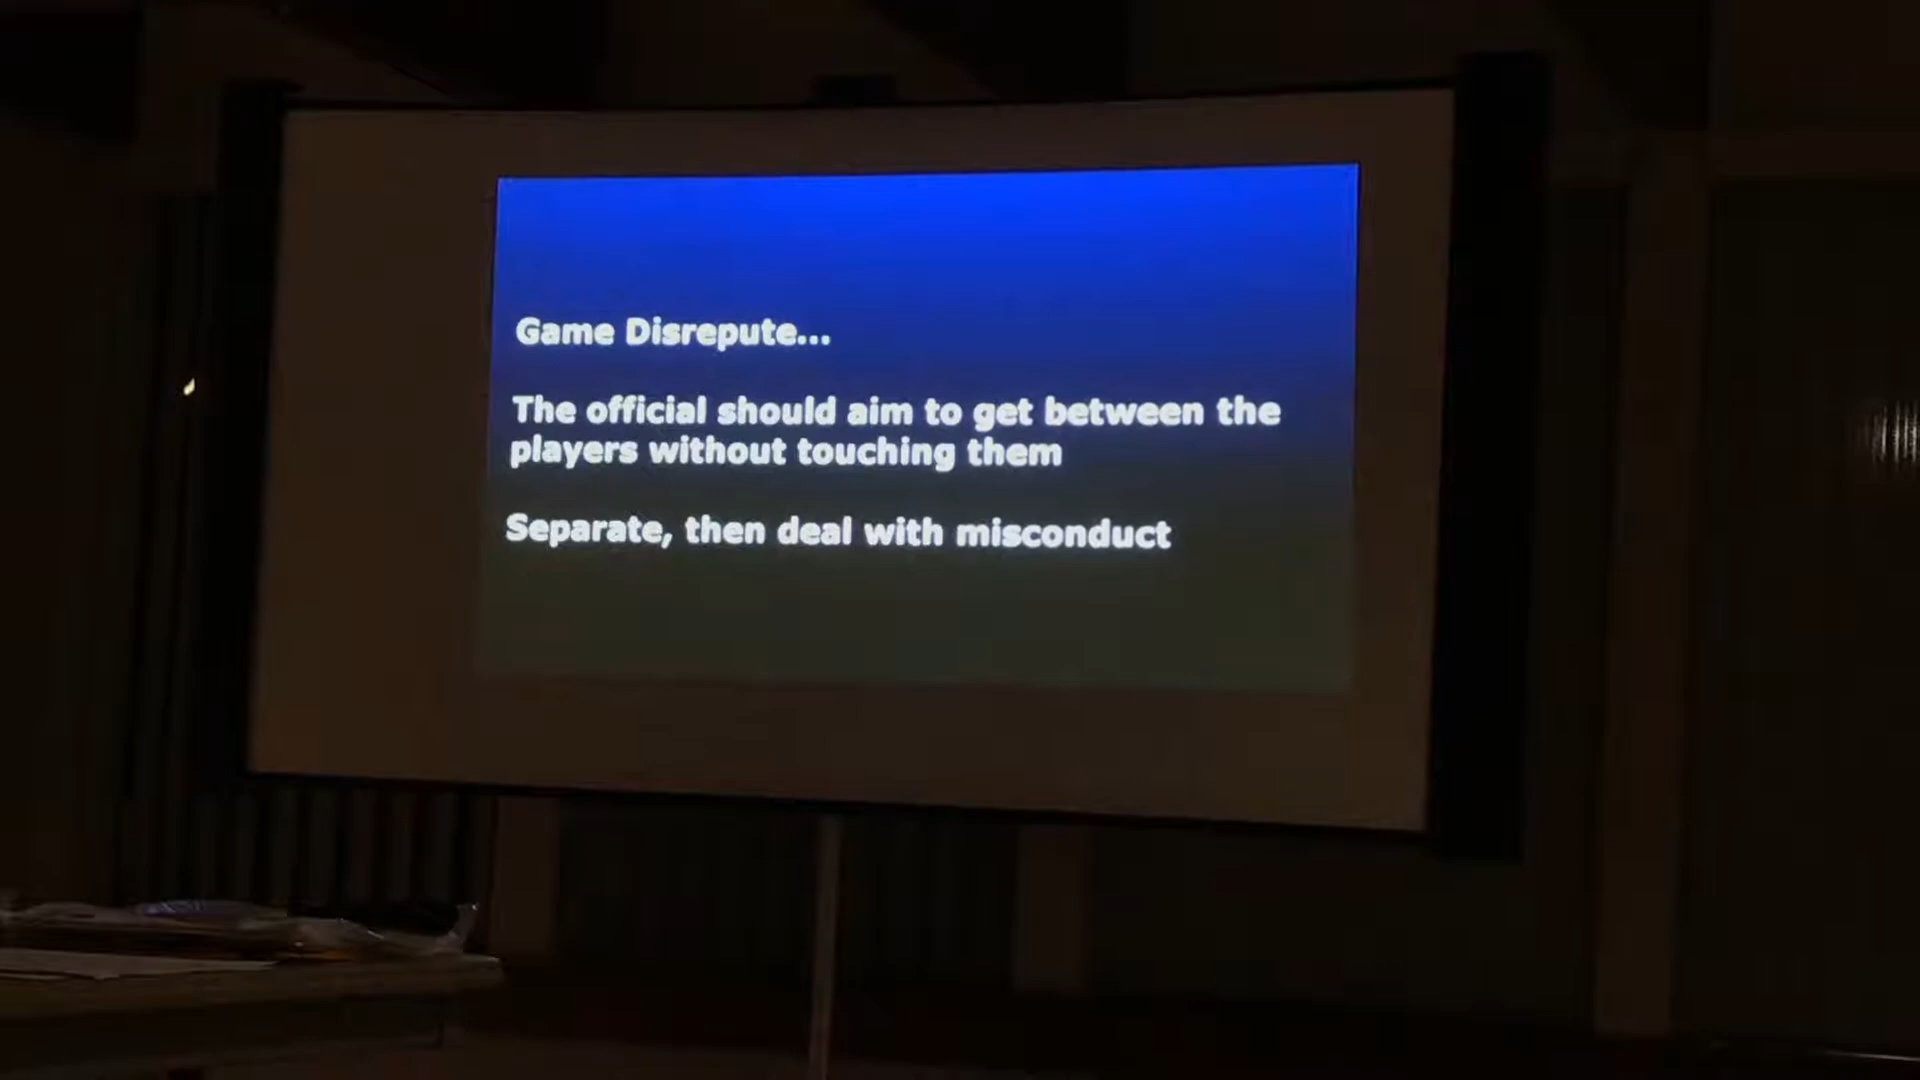 Game Disrepute...
The official should aim to get between the
players without touching them
Separate, then deal with misconduct